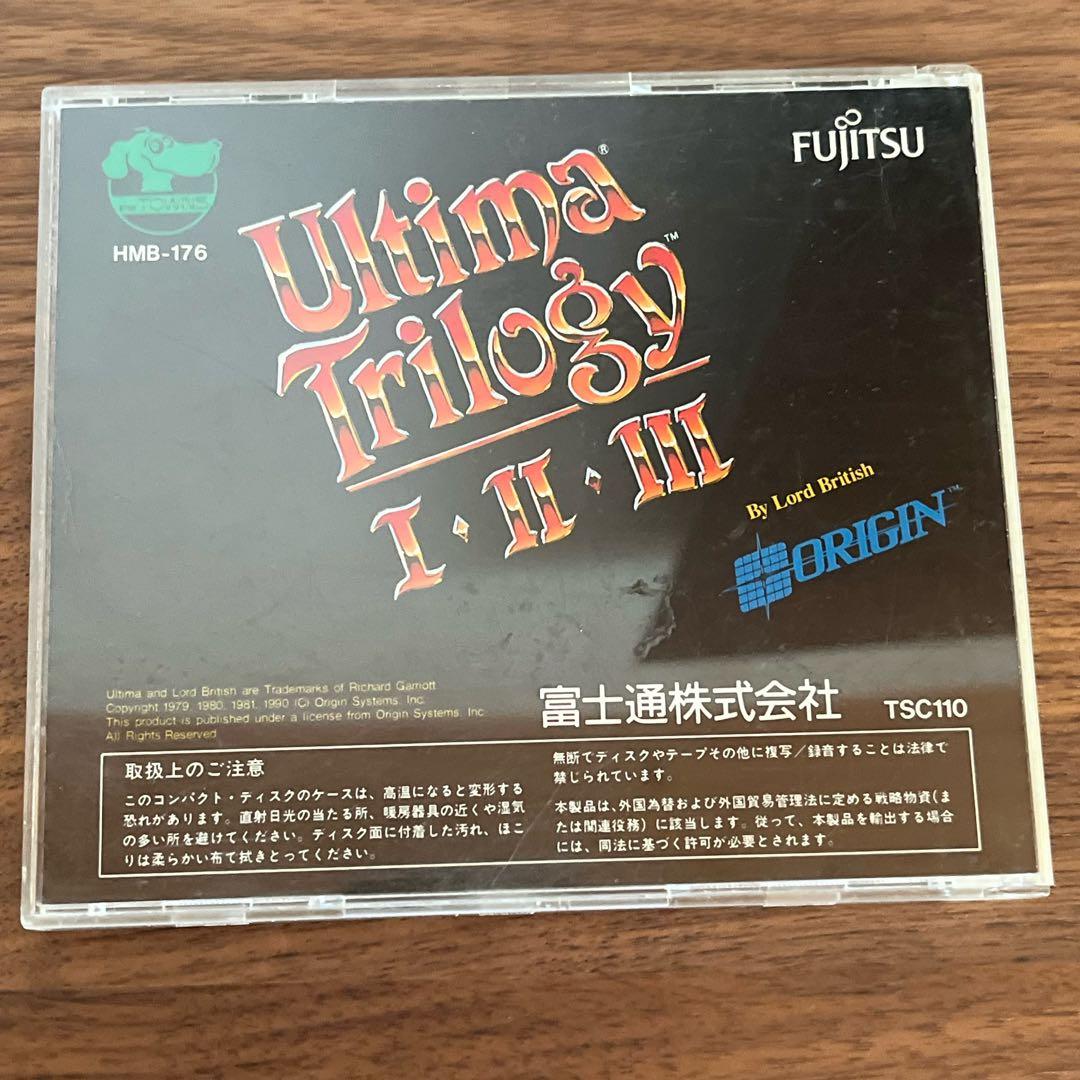 FM TOWNS
HMB-176
FUJITSU
Ultima®
Trilogy™
I・II・III
By Lord British
ORIGIN™
Ultima and Lord British are Trademarks of Richard Garriott
Copyright 1979, 1980, 1981, 1990 (C) Origin Systems, Inc.
This product is published under a license from Origin Systems, Inc.
All Rights Reserved
富士通株式会社 TSC110
取扱上のご注意
このコンパクト・ディスクのケースは、高温になると変形する
恐れがあります。直射日光の当たる所、暖房器具の近くや湿気
の多い所を避けてください。ディスク面に付着した汚れ、ほこ
りは柔らかい布で拭きとってください。
無断でディスクやテープその他に複写／録音することは法律で
禁じられています。
本製品は、外国為替および外国貿易管理法に定める戦略物資(ま
たは関連役務)に該当します。従って、本製品を輸出する場合
には、同法に基づく許可が必要とされます。